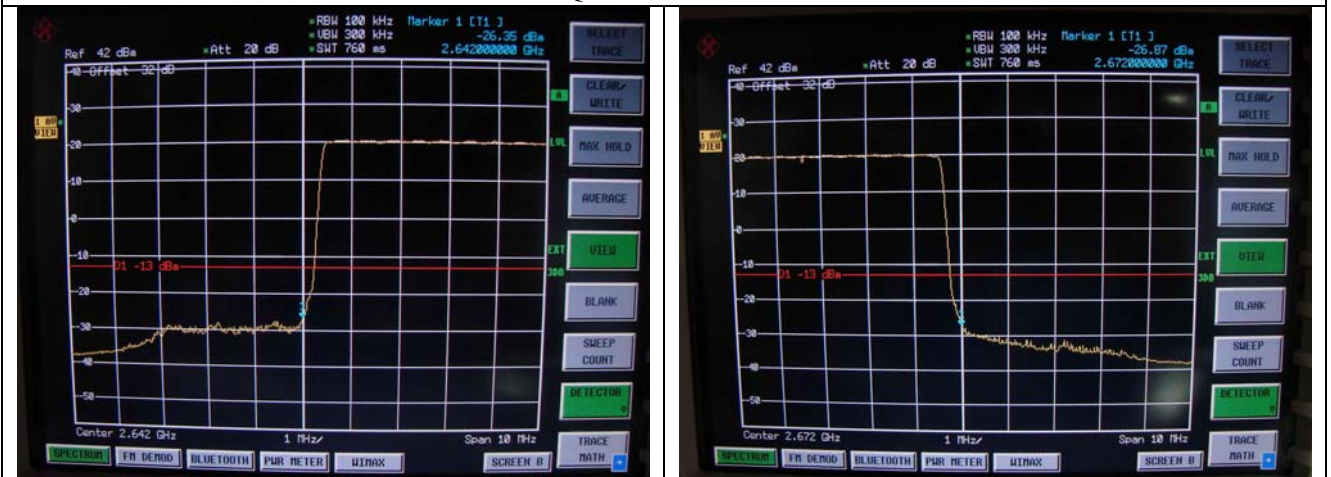 *RBW 100 kHz Marker 1 [T1 ]
*VBW 300 kHz -26.35 dBm
Ref 42 dBm *Att 20 dB *SWT 760 ms 2.642000000 GHz
40 Offset 32 dB
30
20
10
0
-10
D1 -13 dBm
-20
-30
-40
-50
1 AV
VIEW
A
LVL
EXT
3DB
1
Center 2.642 GHz 1 MHz/ Span 10 MHz
SPECTRUM FM DEMOD BLUETOOTH PWR METER WIMAX SCREEN B
SELECT
TRACE
CLEAR/
WRITE
MAX HOLD
AVERAGE
VIEW
BLANK
SWEEP
COUNT
DETECTOR
TRACE
MATH
*RBW 100 kHz Marker 1 [T1 ]
*VBW 300 kHz -26.87 dBm
Ref 42 dBm *Att 20 dB *SWT 760 ms 2.672000000 GHz
40 Offset 32 dB
30
20
10
0
-10
D1 -13 dBm
-20
-30
-40
-50
1 AV
VIEW
A
LVL
EXT
3DB
Center 2.672 GHz 1 MHz/ Span 10 MHz
SPECTRUM FM DEMOD BLUETOOTH PWR METER WIMAX SCREEN B
SELECT
TRACE
CLEAR/
WRITE
MAX HOLD
AVERAGE
VIEW
BLANK
SWEEP
COUNT
DETECTOR
TRACE
MATH